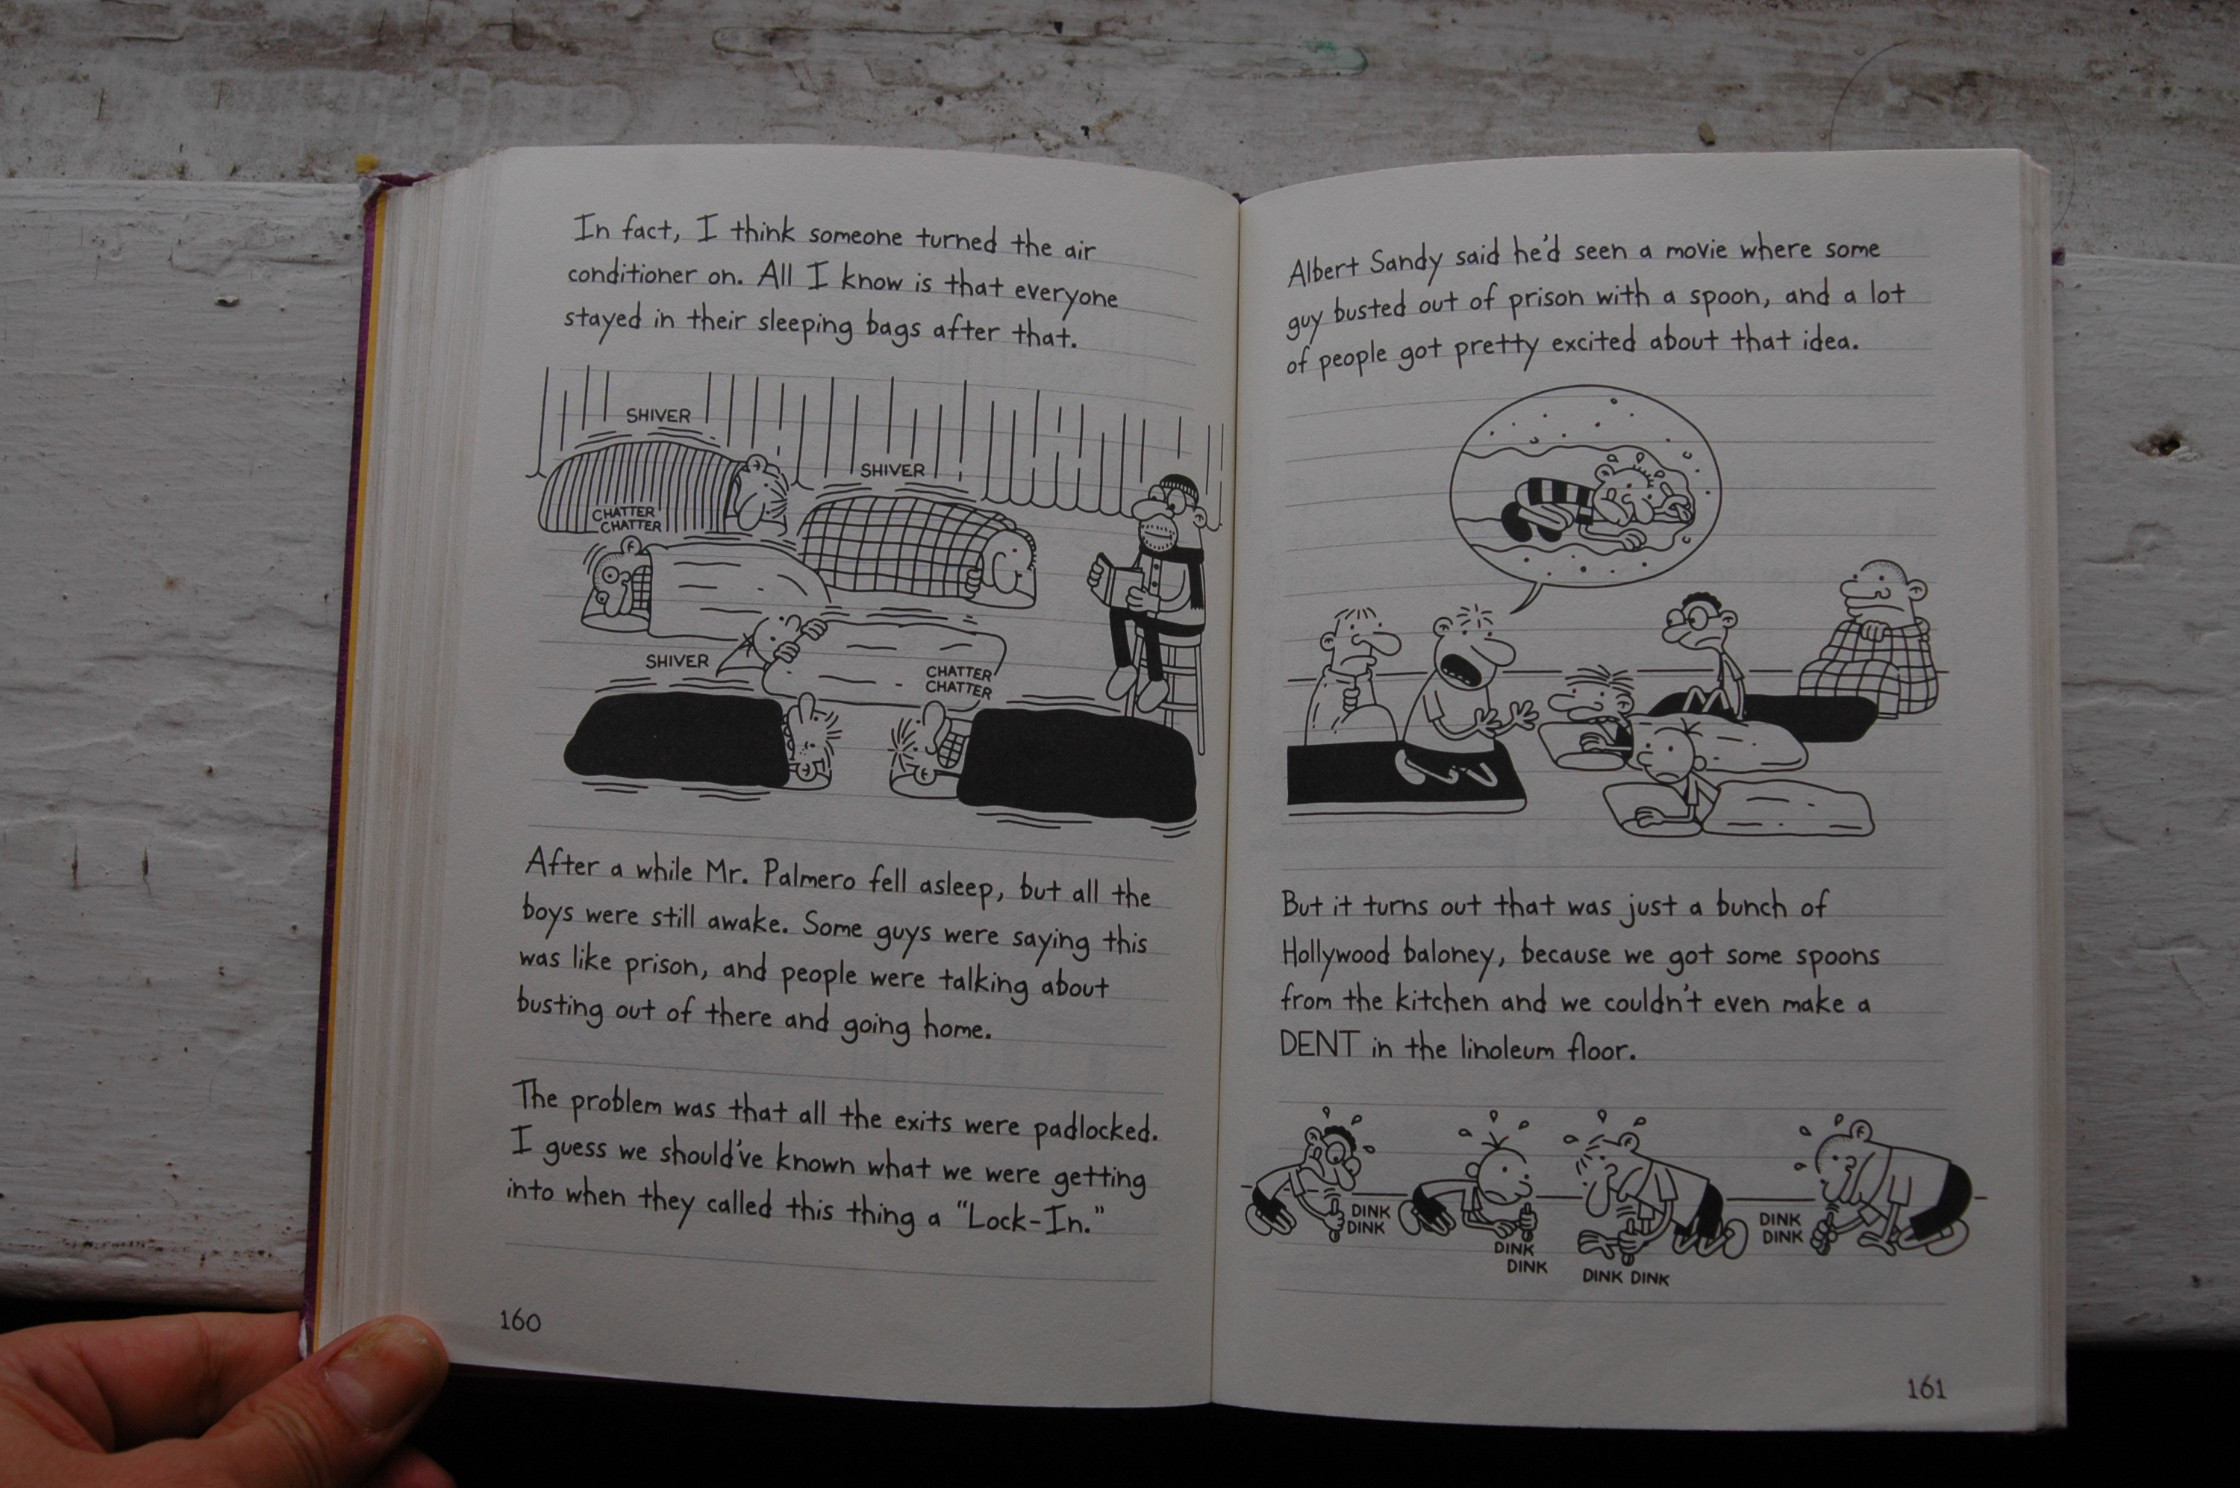 In fact, I think someone turned the air
conditioner on. All I know is that everyone
stayed in their sleeping bags after that.
SHIVER
SHIVER
CHATTER
CHATTER
SHIVER
CHATTER
CHATTER
After a while Mr. Palmero fell asleep, but all the
boys were still awake. Some guys were saying this
was like prison, and people were talking about
busting out of there and going home.
The problem was that all the exits were padlocked.
I guess we should've known what we were getting
into when they called this thing a "Lock-In."
160
Albert Sandy said he'd seen a movie where some
guy busted out of prison with a spoon, and a lot
of people got pretty excited about that idea.
But it turns out that was just a bunch of
Hollywood baloney, because we got some spoons
from the kitchen and we couldn't even make a
DENT in the linoleum floor.
DINK
DINK
DINK
DINK
DINK DINK
DINK
DINK
161